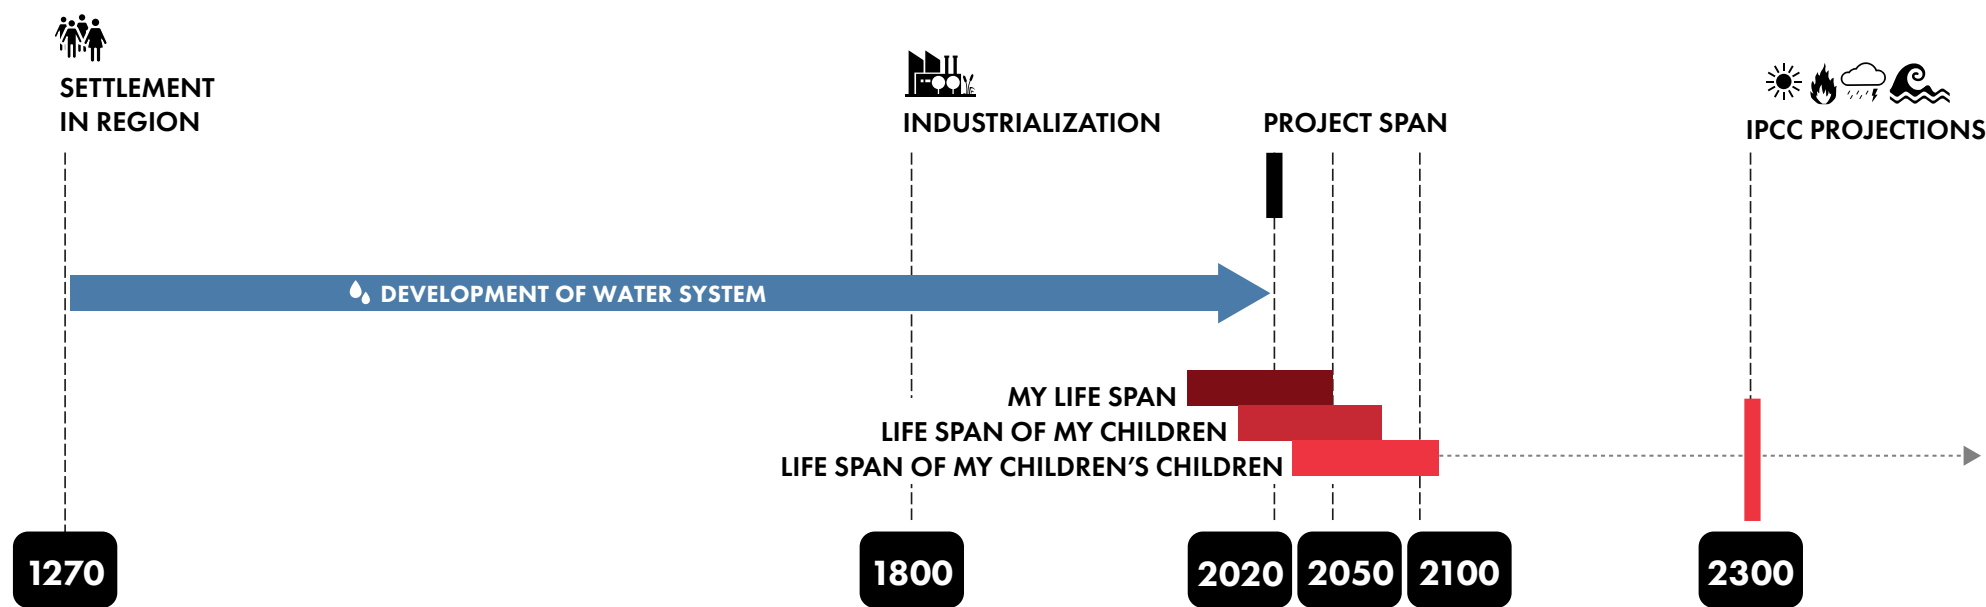 SETTLEMENT
IN REGION
INDUSTRIALIZATION
PROJECT SPAN
IPCC PROJECTIONS
DEVELOPMENT OF WATER SYSTEM
MY LIFE SPAN
LIFE SPAN OF MY CHILDREN
LIFE SPAN OF MY CHILDREN’S CHILDREN
1270
1800
2020
2050
2100
2300